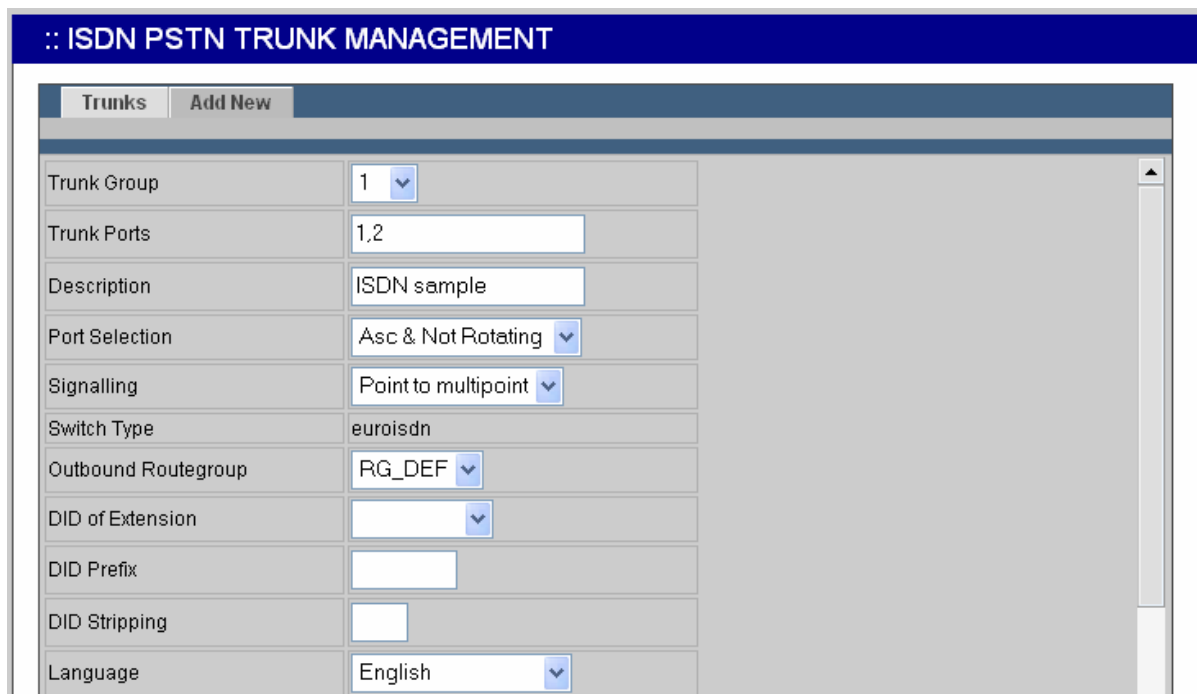 :: ISDN PSTN TRUNK MANAGEMENT
Trunks Add New
Trunk Group 1
Trunk Ports 1,2
Description ISDN sample
Port Selection Asc & Not Rotating
Signalling Point to multipoint
Switch Type euroisdn
Outbound Routegroup RG_DEF
DID of Extension
DID Prefix
DID Stripping
Language English